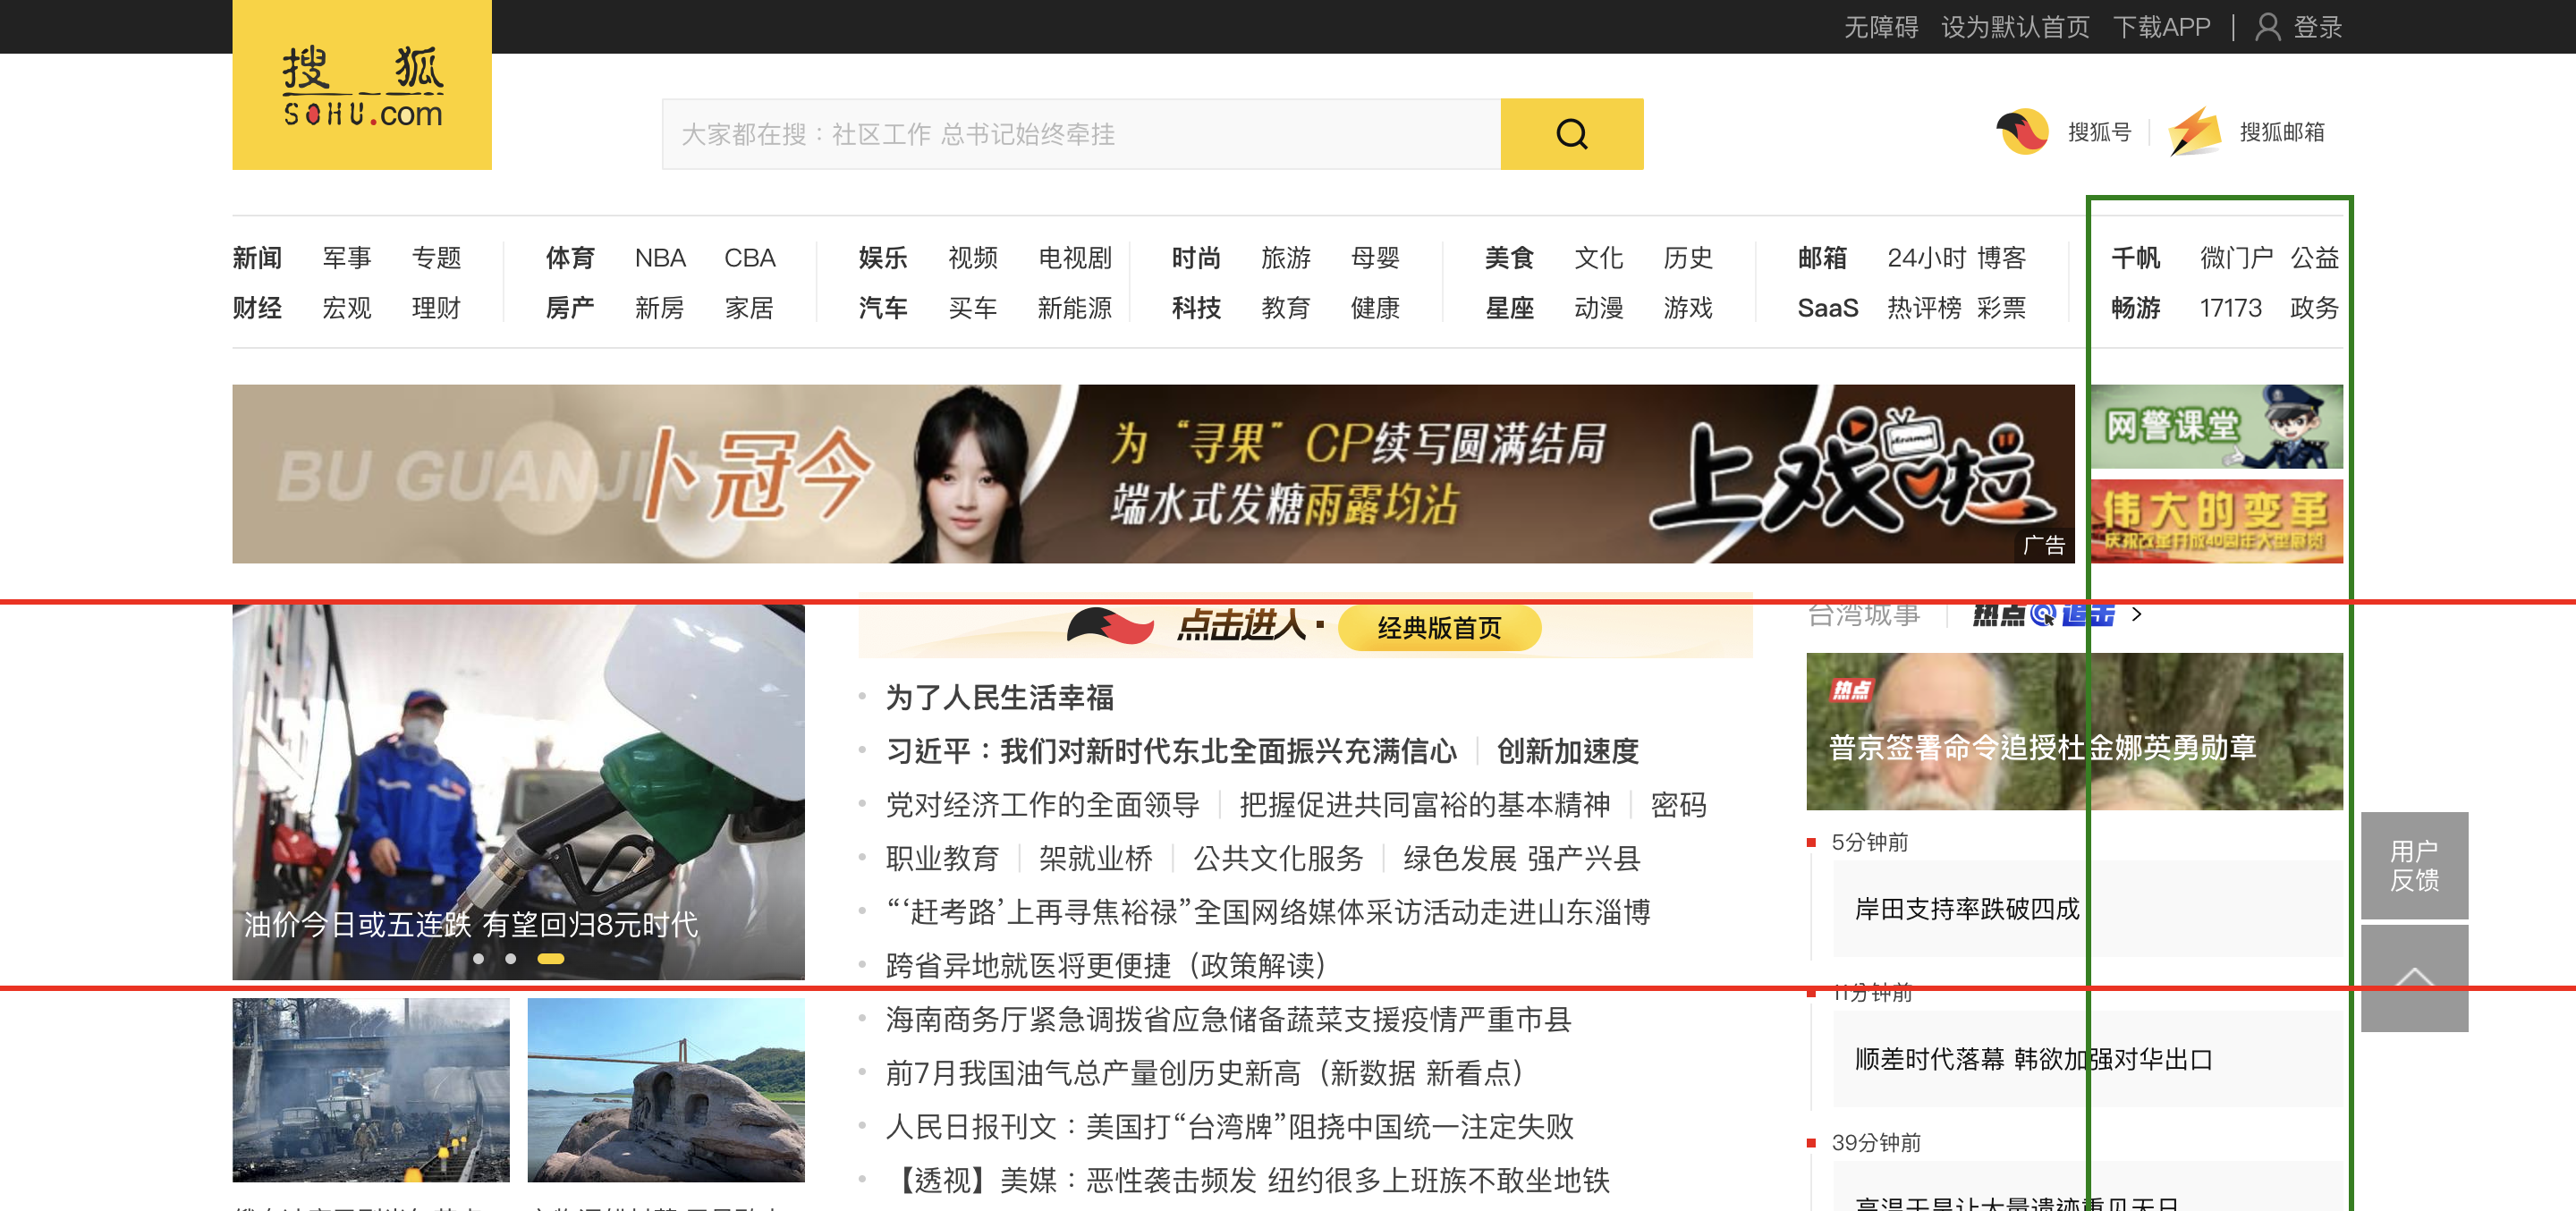 无障碍 设为默认首页 下载APP | 登录
搜狐
SOHU.com
大家都在搜：社区工作 总书记始终牵挂
搜狐号 | 搜狐邮箱
新闻 军事 专题 体育 NBA CBA 娱乐 视频 电视剧 时尚 旅游 母婴 美食 文化 历史 邮箱 24小时 博客 千帆 微门户 公益
财经 宏观 理财 房产 新房 家居 汽车 买车 新能源 科技 教育 健康 星座 动漫 游戏 SaaS 热评榜 彩票 畅游 17173 政务
BU GUANJIN
卜冠今
为“寻果”CP续写圆满结局
端水式发糖雨露均沾
上戏啦
drama
广告
网警课堂
伟大的变革
庆祝改革开放40周年大型展览
油价今日或五连跌 有望回归8元时代
点击进入· 经典版首页
为了人民生活幸福
习近平：我们对新时代东北全面振兴充满信心 | 创新加速度
党对经济工作的全面领导 | 把握促进共同富裕的基本精神 | 密码
职业教育 | 架就业桥 | 公共文化服务 | 绿色发展 强产兴县
“‘赶考路’上再寻焦裕禄”全国网络媒体采访活动走进山东淄博
跨省异地就医将更便捷（政策解读）
海南商务厅紧急调拨省应急储备蔬菜支援疫情严重市县
前7月我国油气总产量创历史新高（新数据 新看点）
人民日报刊文：美国打“台湾牌”阻挠中国统一注定失败
【透视】美媒：恶性袭击频发 纽约很多上班族不敢坐地铁
台湾城事 | 热点追击 >
热点
普京签署命令追授杜金娜英勇勋章
5分钟前
岸田支持率跌破四成
11分钟前
顺差时代落幕 韩欲加强对华出口
39分钟前
高温干旱让大量遗迹重见天日
用户
反馈